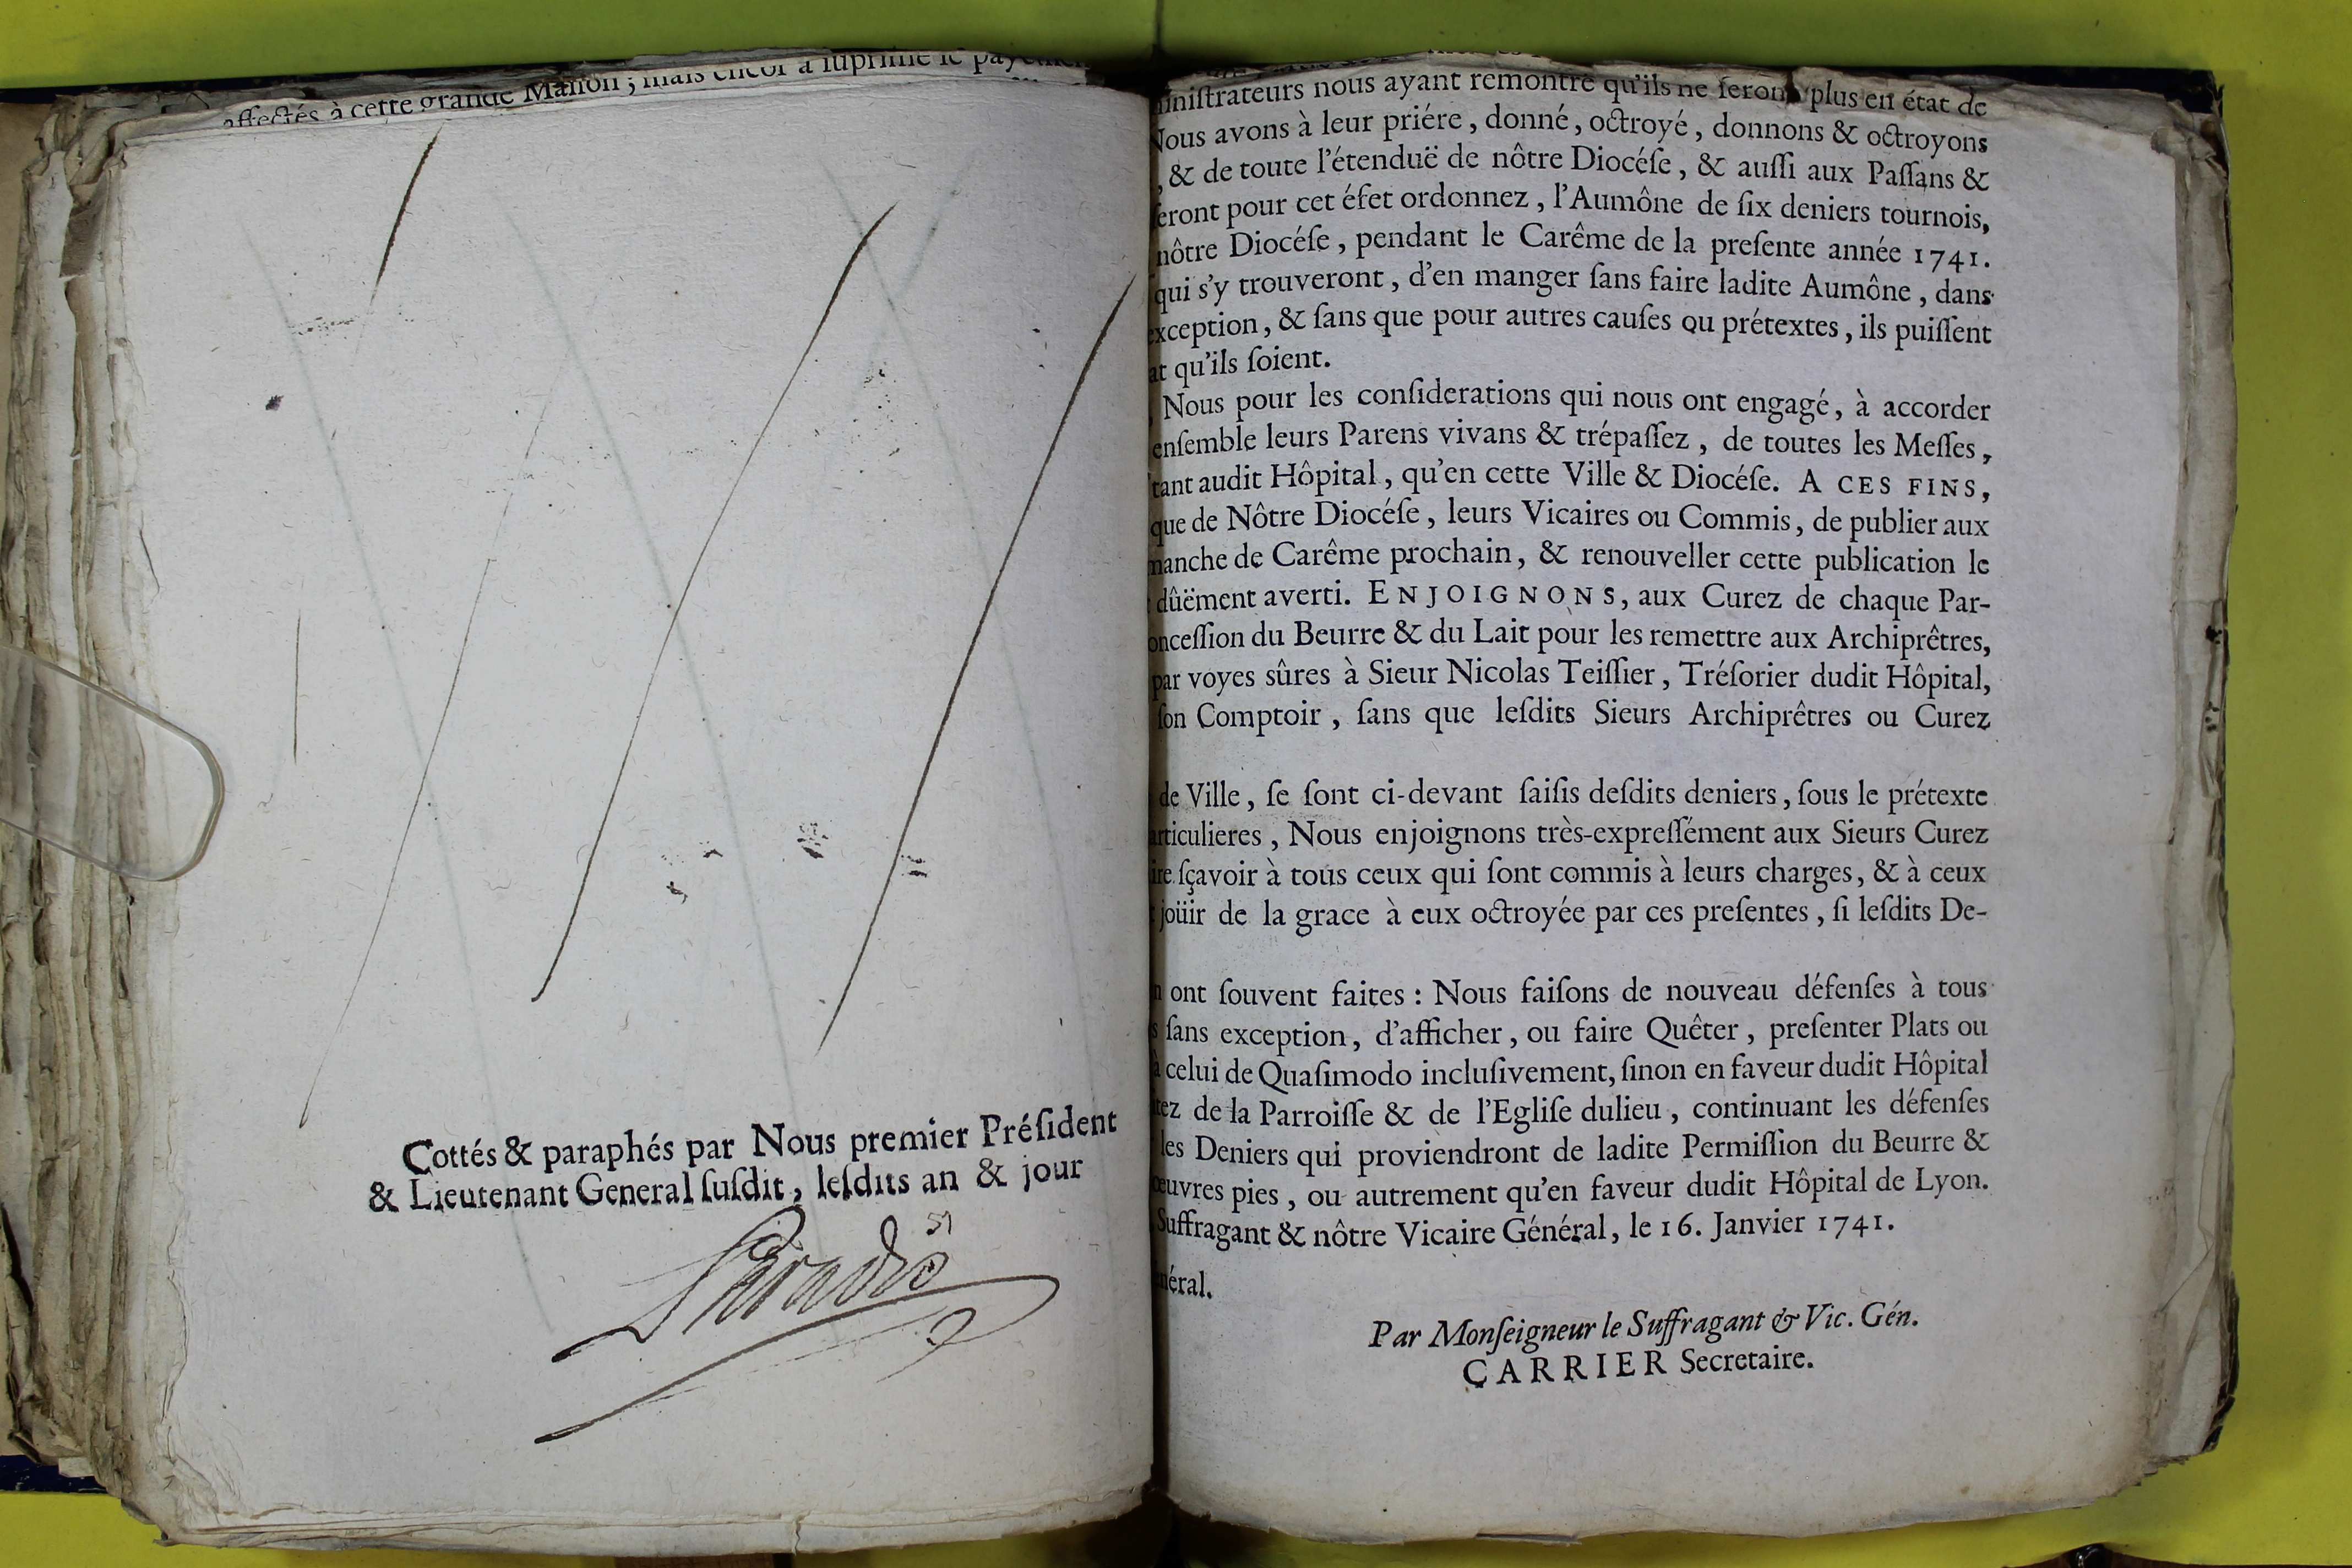 affectés à cette grande Maison ; mais encor a suprimé le
Cottés & paraphés par Nous premier Présıdent
& Lieutenant General susdit, lesdits an & jour
51
ministrateurs nous ayant remontré qu'ils ne seront plus en état de
Nous avons à leur priére, donné, octroyé, donnons & octroyons
, & de toute l'étenduë de nôtre Diocése, & aussi aux Passans &
seront pour cet éfet ordonnez, l'Aumône de six deniers tournois,
nôtre Diocése, pendant le Carême de la presente année 1741.
qui s'y trouveront, d'en manger sans faire ladite Aumône, dans
exception, & sans que pour autres causes ou prétextes, ils puissent
at qu'ils soient.
, Nous pour les considerations qui nous ont engagé, à accorder
ensemble leurs Parens vivans & trépassez, de toutes les Messes,
tant audit Hôpital, qu'en cette Ville & Diocése. A CES FINS,
que de Nôtre Diocése, leurs Vicaires ou Commis, de publier aux
manche de Carême prochain, & renouveller cette publication le
t dûëment averti. ENJOIGNONS, aux Curez de chaque Par-
oncession du Beurre & du Lait pour les remettre aux Archiprêtres,
par voyes sûres à Sieur Nicolas Teissier, Trésorier dudit Hôpital,
son Comptoir, sans que lesdits Sieurs Archiprêtres ou Curez
de Ville, se sont ci-devant saisis desdits deniers, sous le prétexte
articulieres, Nous enjoignons très-expressément aux Sieurs Curez
ire sçavoir à tous ceux qui sont commis à leurs charges, & à ceux
t joüir de la grace à eux octroyée par ces presentes, si lesdits De-
n ont souvent faites : Nous faisons de nouveau défenses à tous
s sans exception, d'afficher, ou faire Quêter, presenter Plats ou
à celui de Quasimodo inclusivement, sinon en faveur dudit Hôpital
tez de la Parroisse & de l'Eglise dulieu, continuant les défenses
les Deniers qui proviendront de ladite Permission du Beurre &
œuvres pies, ou autrement qu'en faveur dudit Hôpital de Lyon.
Suffragant & nôtre Vicaire Général, le 16. Janvier 1741.
néral.
Par Monseigneur le Suffragant & Vic. Gén.
CARRIER Secretaire.